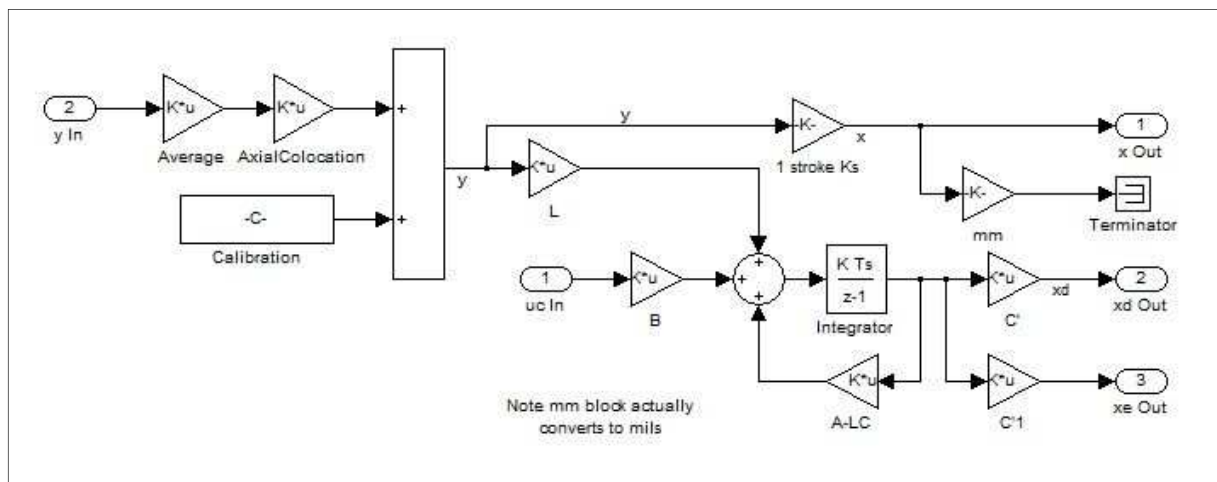 2
y In
K*u
Average
K*u
AxialColocation
-C-
Calibration
+
+
y
y
K*u
L
-K-
1 stroke Ks
x
1
x Out
-K-
mm
Terminator
1
uc In
K*u
B
+
+
+
K Ts
z-1
Integrator
K*u
C'
xd
2
xd Out
K*u
A-LC
K*u
C'1
3
xe Out
Note mm block actually
converts to mils